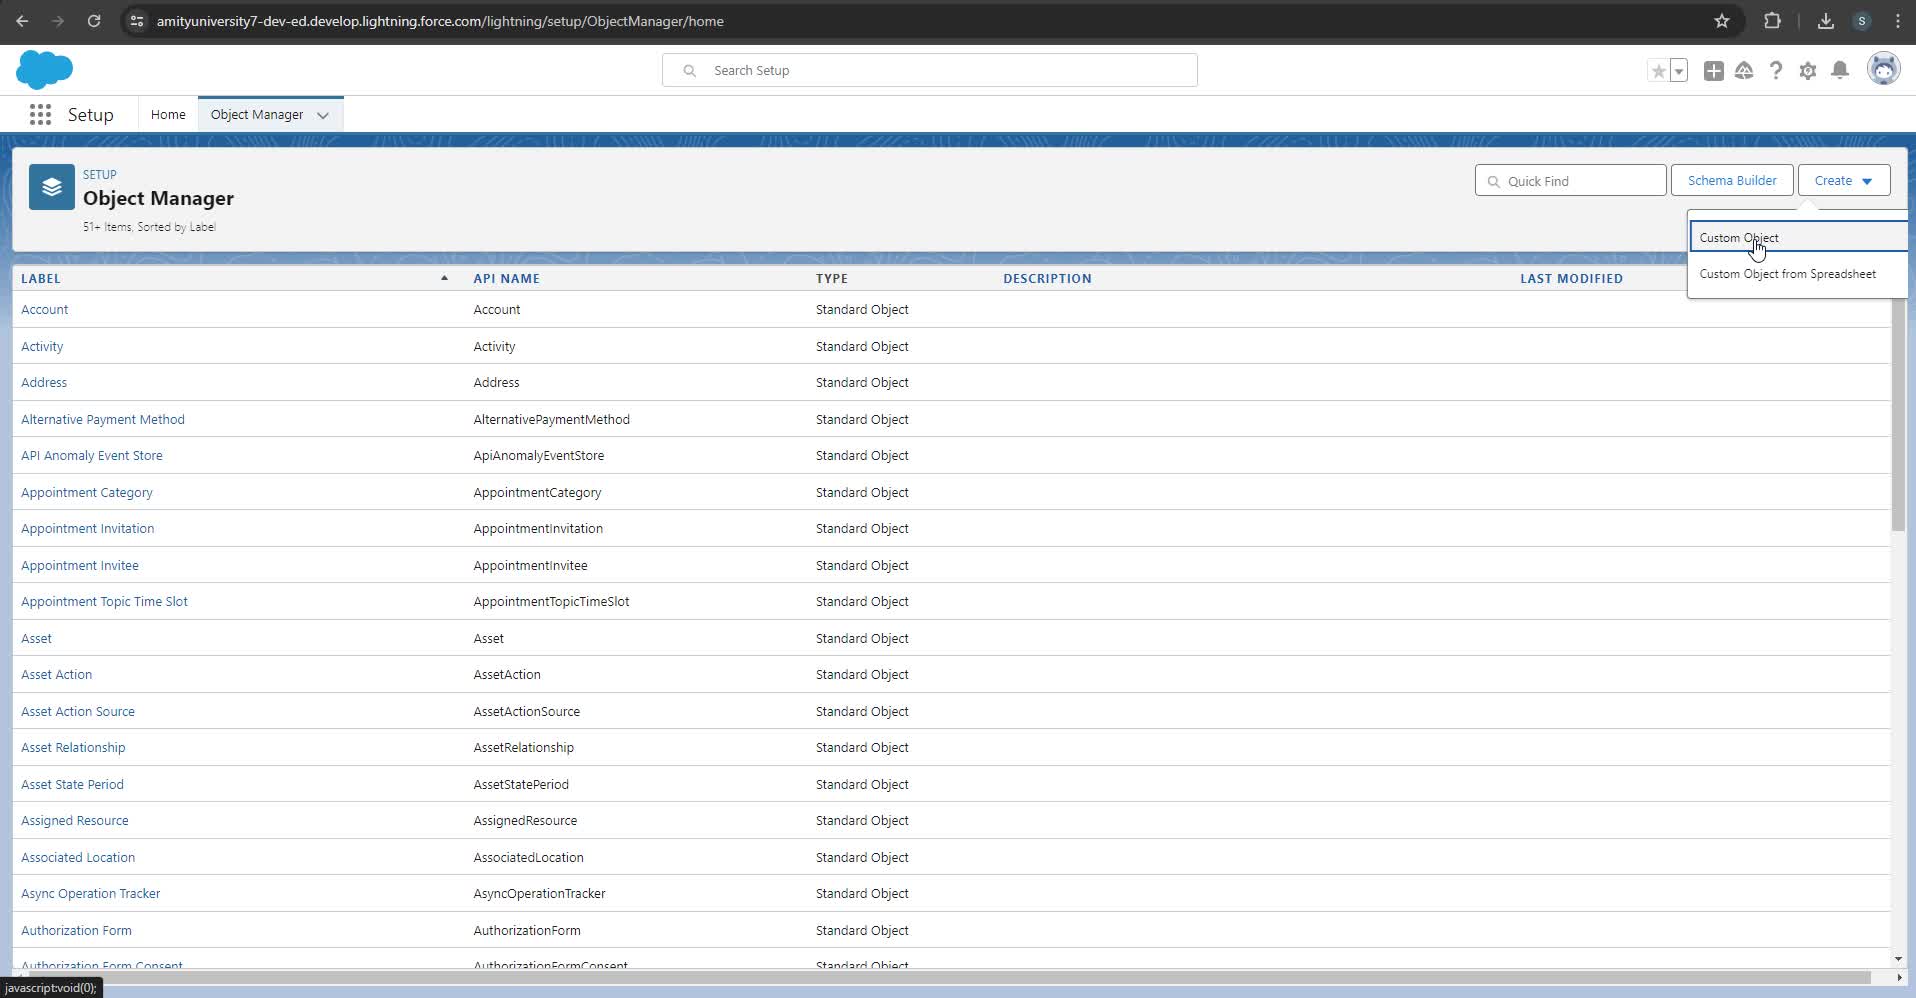 amityuniversity7-dev-ed.develop.lightning.force.com/lightning/setup/ObjectManager/home
S
Search Setup
Setup
Home
Object Manager
SETUP
Object Manager
51+ Items, Sorted by Label
Quick Find
Schema Builder
Create
Custom Object
Custom Object from Spreadsheet
LABEL API NAME TYPE DESCRIPTION LAST MODIFIED
Account Account Standard Object
Activity Activity Standard Object
Address Address Standard Object
Alternative Payment Method AlternativePaymentMethod Standard Object
API Anomaly Event Store ApiAnomalyEventStore Standard Object
Appointment Category AppointmentCategory Standard Object
Appointment Invitation AppointmentInvitation Standard Object
Appointment Invitee AppointmentInvitee Standard Object
Appointment Topic Time Slot AppointmentTopicTimeSlot Standard Object
Asset Asset Standard Object
Asset Action AssetAction Standard Object
Asset Action Source AssetActionSource Standard Object
Asset Relationship AssetRelationship Standard Object
Asset State Period AssetStatePeriod Standard Object
Assigned Resource AssignedResource Standard Object
Associated Location AssociatedLocation Standard Object
Async Operation Tracker AsyncOperationTracker Standard Object
Authorization Form AuthorizationForm Standard Object
Authorization Form Consent AuthorizationFormConsent Standard Object
javascript:void(0);